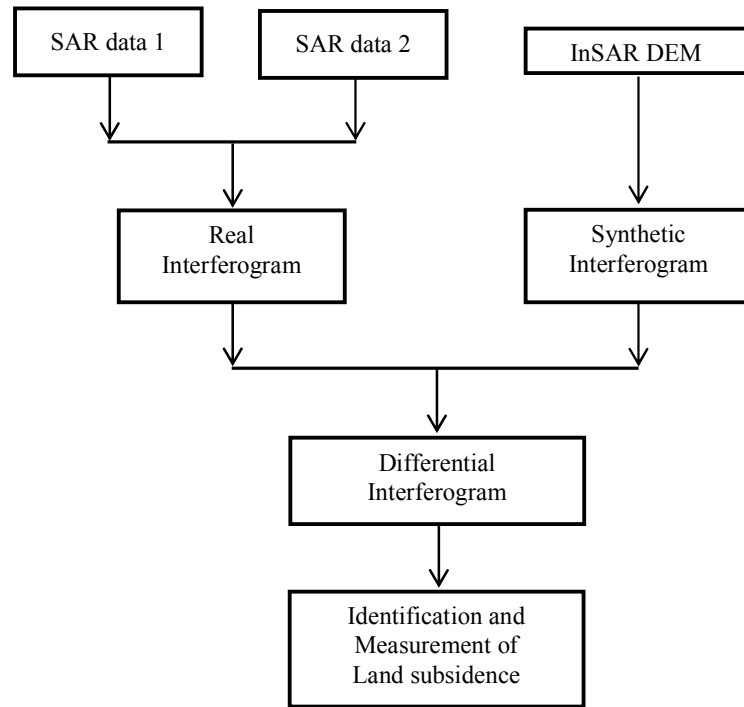 SAR data 1
SAR data 2
InSAR DEM
Real
Interferogram
Synthetic
Interferogram
Differential
Interferogram
Identification and
Measurement of
Land subsidence